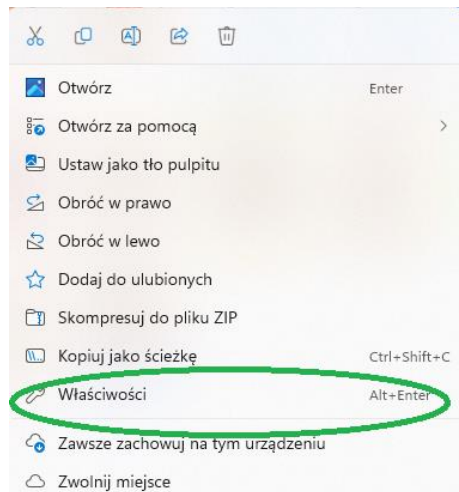 Otwórz Enter
Otwórz za pomocą
Ustaw jako tło pulpitu
Obróć w prawo
Obróć w lewo
Dodaj do ulubionych
Skompresuj do pliku ZIP
Kopiuj jako ścieżkę Ctrl+Shift+C
Właściwości Alt+Enter
Zawsze zachowuj na tym urządzeniu
Zwolnij miejsce